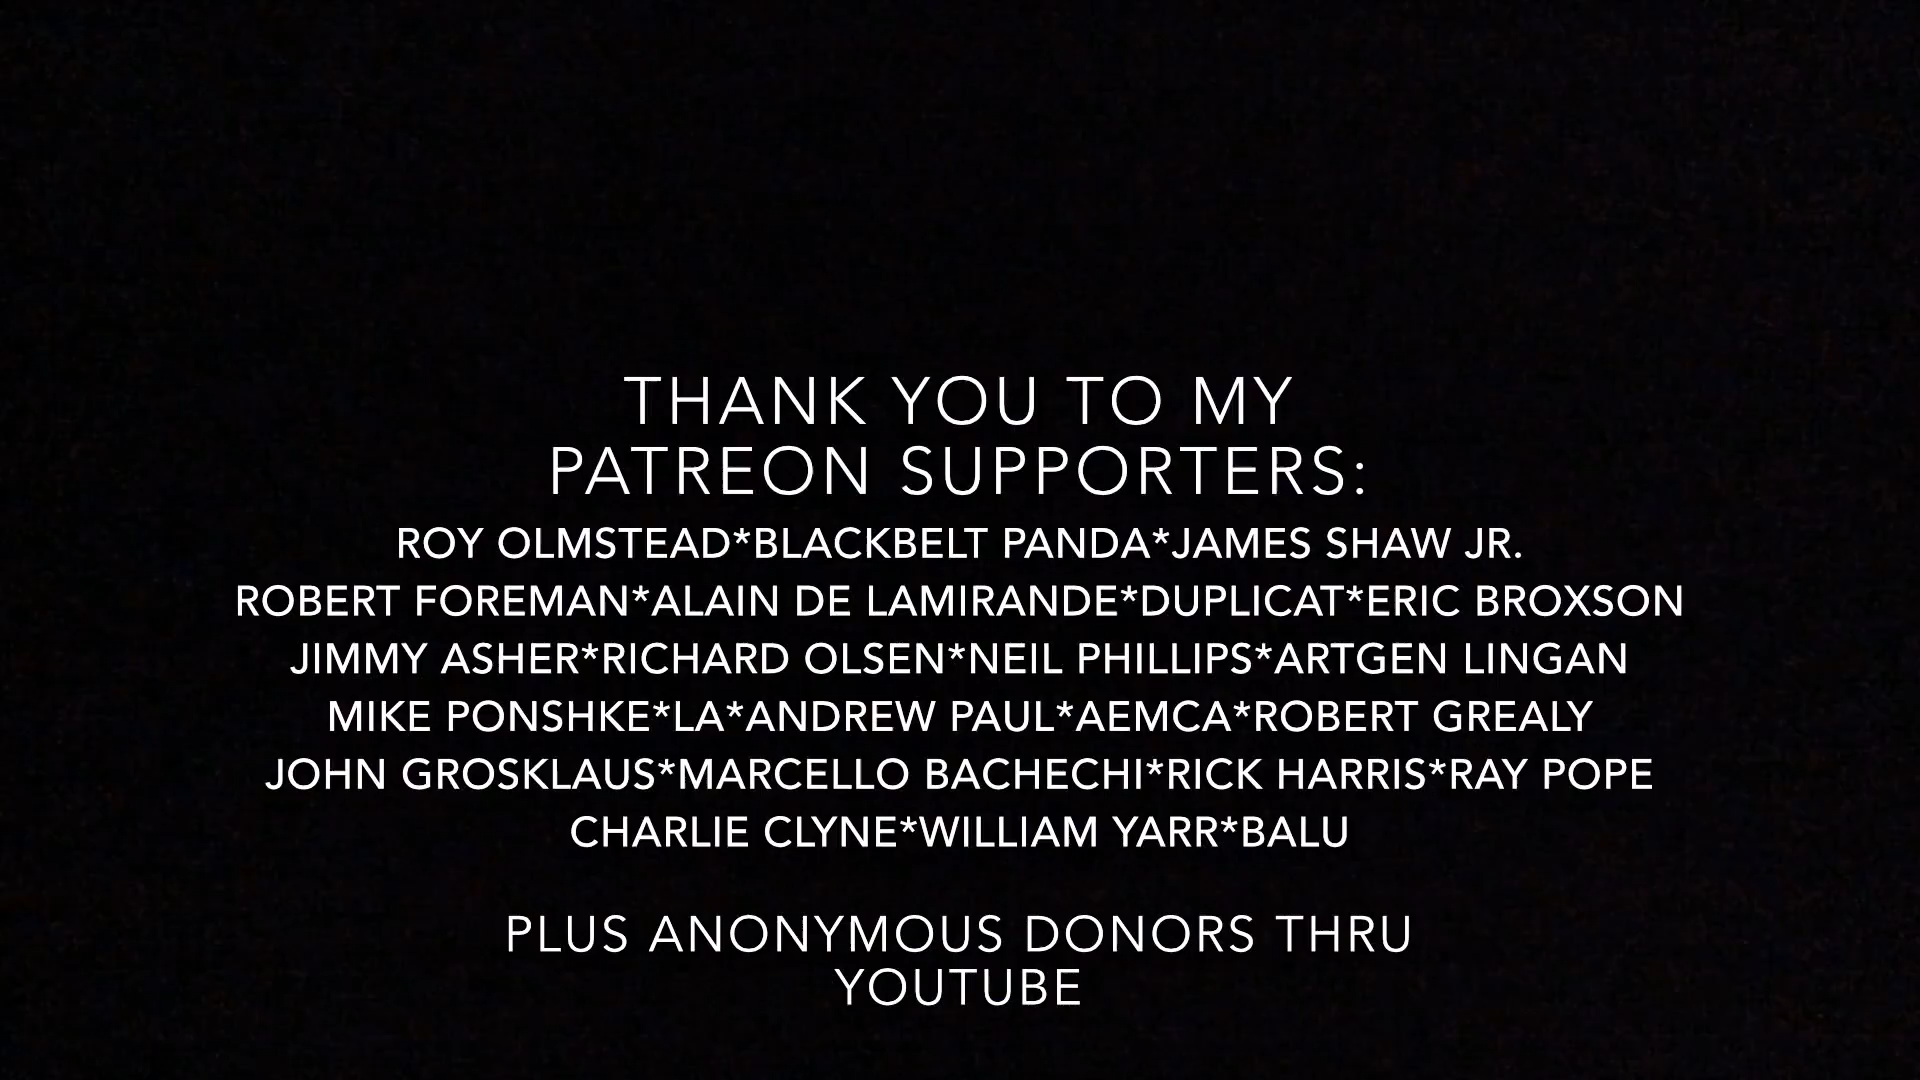 THANK YOU TO MY
PATREON SUPPORTERS:
ROY OLMSTEAD*BLACKBELT PANDA*JAMES SHAW JR.
ROBERT FOREMAN*ALAIN DE LAMIRANDE*DUPLICAT*ERIC BROXSON
JIMMY ASHER*RICHARD OLSEN*NEIL PHILLIPS*ARTGEN LINGAN
MIKE PONSHKE*LA*ANDREW PAUL*AEMCA*ROBERT GREALY
JOHN GROSKLAUS*MARCELLO BACHECHI*RICK HARRIS*RAY POPE
CHARLIE CLYNE*WILLIAM YARR*BALU
PLUS ANONYMOUS DONORS THRU
YOUTUBE